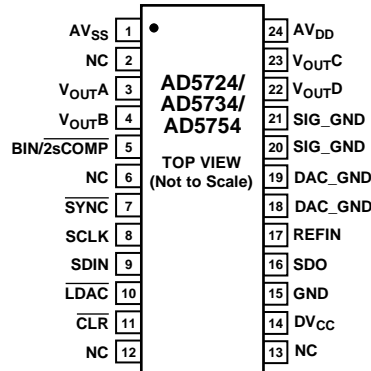 AVSS 1
NC 2
VOUTA 3
VOUTB 4
BIN/2sCOMP 5
NC 6
SYNC 7
SCLK 8
SDIN 9
LDAC 10
CLR 11
NC 12
AD5724/
AD5734/
AD5754
TOP VIEW
(Not to Scale)
24 AVDD
23 VOUTC
22 VOUTD
21 SIG_GND
20 SIG_GND
19 DAC_GND
18 DAC_GND
17 REFIN
16 SDO
15 GND
14 DVCC
13 NC